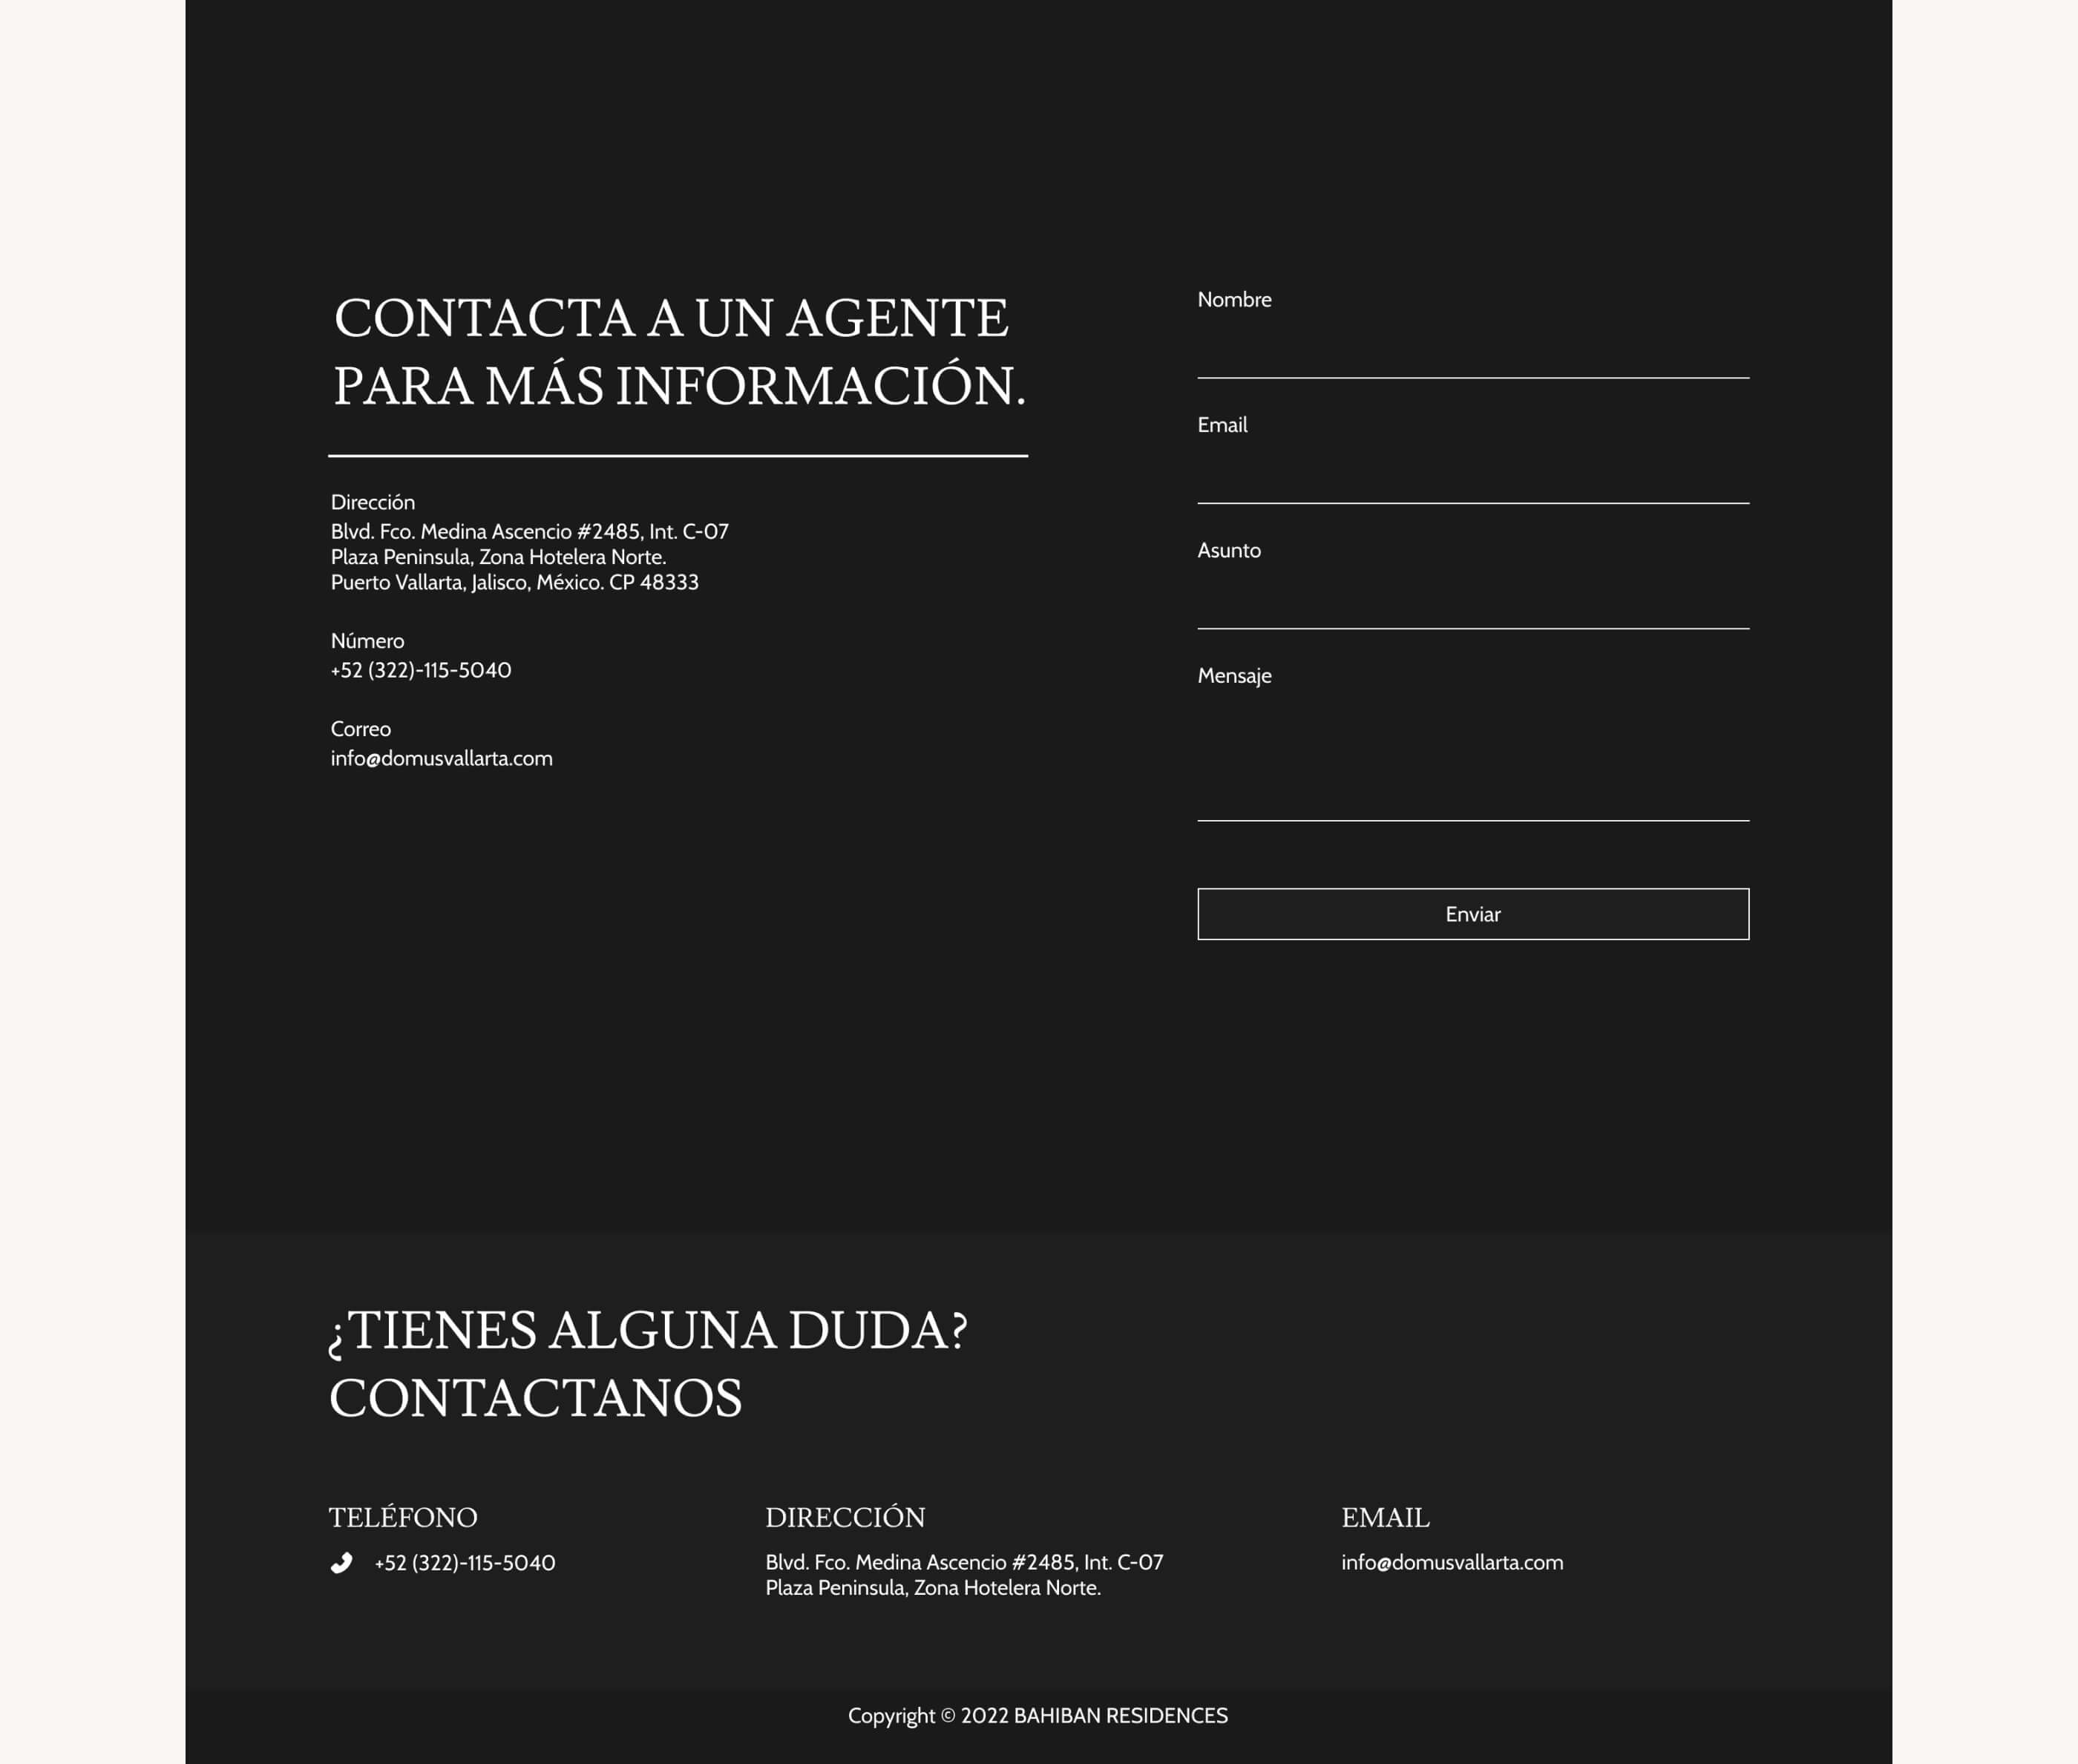 CONTACTA A UN AGENTE
PARA MÁS INFORMACIÓN.
Dirección
Blvd. Fco. Medina Ascencio #2485, Int. C-07
Plaza Peninsula, Zona Hotelera Norte.
Puerto Vallarta, Jalisco, México. CP 48333
Número
+52 (322)-115-5040
Correo
info@domusvallarta.com
Nombre
Email
Asunto
Mensaje
Enviar
¿TIENES ALGUNA DUDA?
CONTACTANOS
TELÉFONO
+52 (322)-115-5040
DIRECCIÓN
Blvd. Fco. Medina Ascencio #2485, Int. C-07
Plaza Peninsula, Zona Hotelera Norte.
EMAIL
info@domusvallarta.com
Copyright © 2022 BAHIBAN RESIDENCES